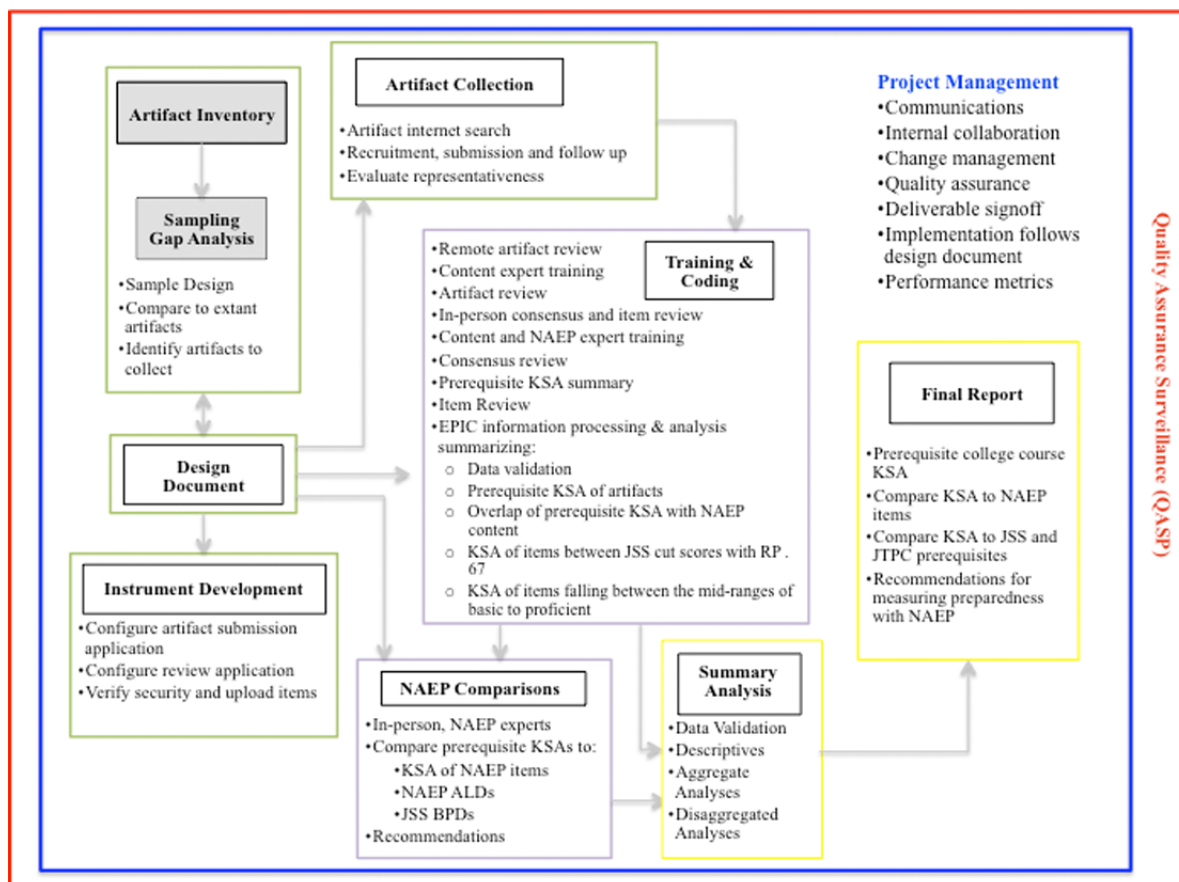 Artifact Inventory
Sampling
Gap Analysis
•Sample Design
•Compare to extant
artifacts
•Identify artifacts to
collect
Design
Document
Instrument Development
•Configure artifact submission
application
•Configure review application
•Verify security and upload items
Artifact Collection
•Artifact internet search
•Recruitment, submission and follow up
•Evaluate representativeness
Training &
Coding
•Remote artifact review
•Content expert training
•Artifact review
•In-person consensus and item review
•Content and NAEP expert training
•Consensus review
•Prerequisite KSA summary
•Item Review
•EPIC information processing & analysis
summarizing:
o Data validation
o Prerequisite KSA of artifacts
o Overlap of prerequisite KSA with NAEP
content
o KSA of items between JSS cut scores with RP .
67
o KSA of items falling between the mid-ranges of
basic to proficient
NAEP Comparisons
•In-person, NAEP experts
•Compare prerequisite KSAs to:
•KSA of NAEP items
•NAEP ALDs
•JSS BPDs
•Recommendations
Summary
Analysis
•Data Validation
•Descriptives
•Aggregate
Analyses
•Disaggregated
Analyses
Project Management
•Communications
•Internal collaboration
•Change management
•Quality assurance
•Deliverable signoff
•Implementation follows
design document
•Performance metrics
Final Report
•Prerequisite college course
KSA
•Compare KSA to NAEP
items
•Compare KSA to JSS and
JTPC prerequisites
•Recommendations for
measuring preparedness
with NAEP
Quality Assurance Surveillance (QASP)